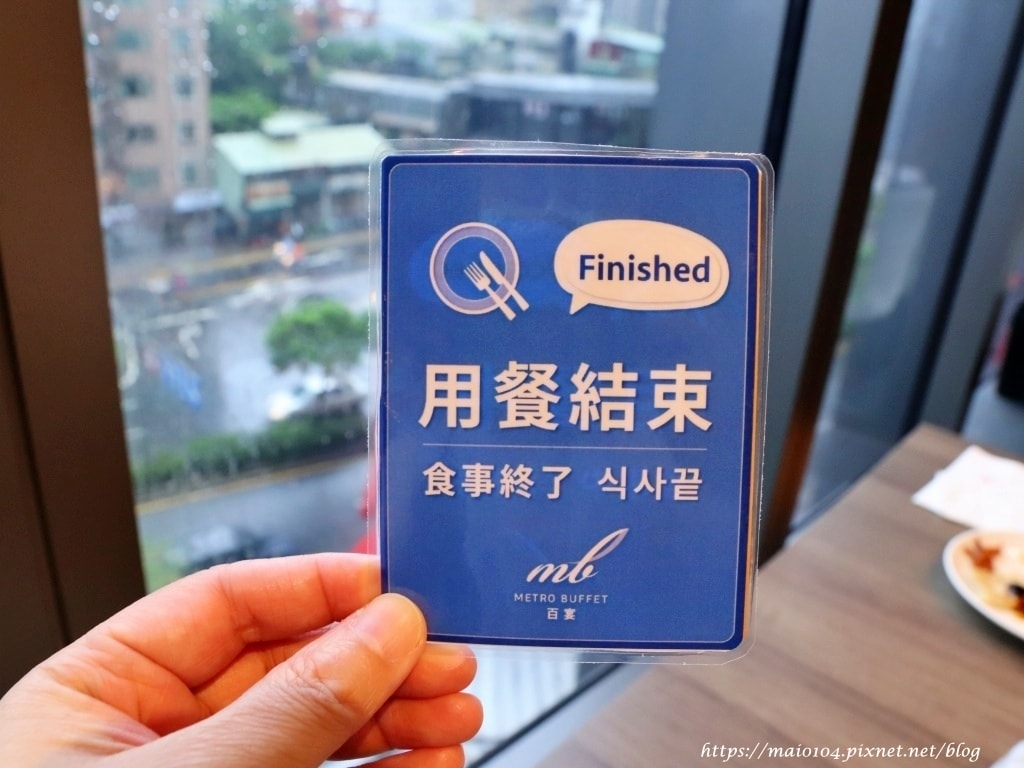 Finished
用餐結束
食事終了 식사끝
mb
METRO BUFFET
百宴
https://maio104.pixnet.net/blog